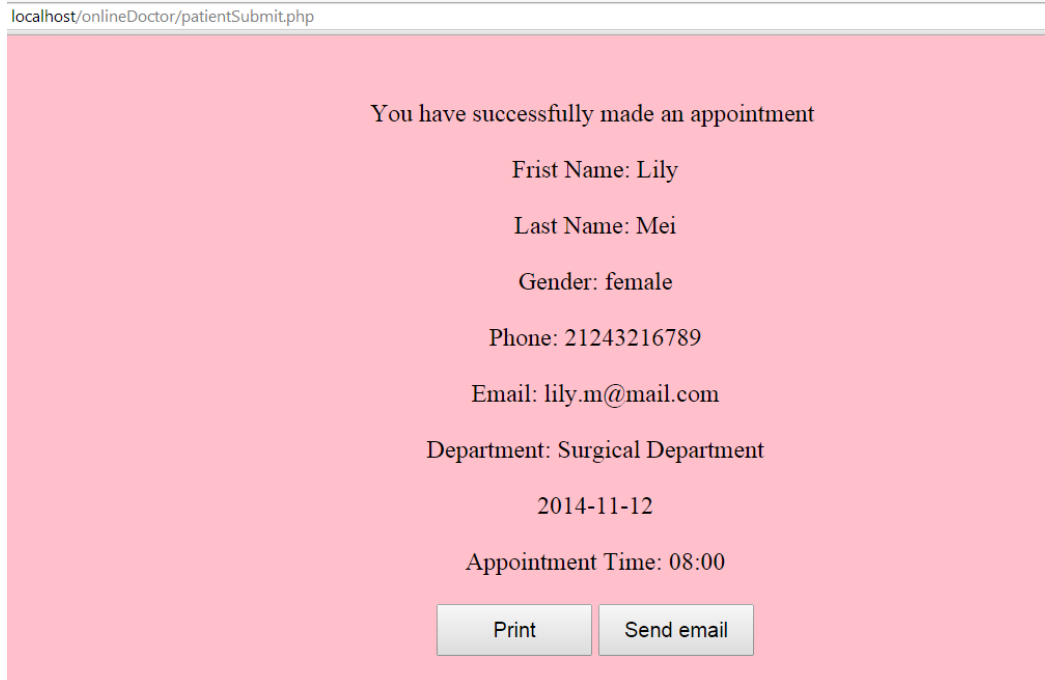 localhost/onlineDoctor/patientSubmit.php
You have successfully made an appointment
Frist Name: Lily
Last Name: Mei
Gender: female
Phone: 21243216789
Email: lily.m@mail.com
Department: Surgical Department
2014-11-12
Appointment Time: 08:00
Print Send email